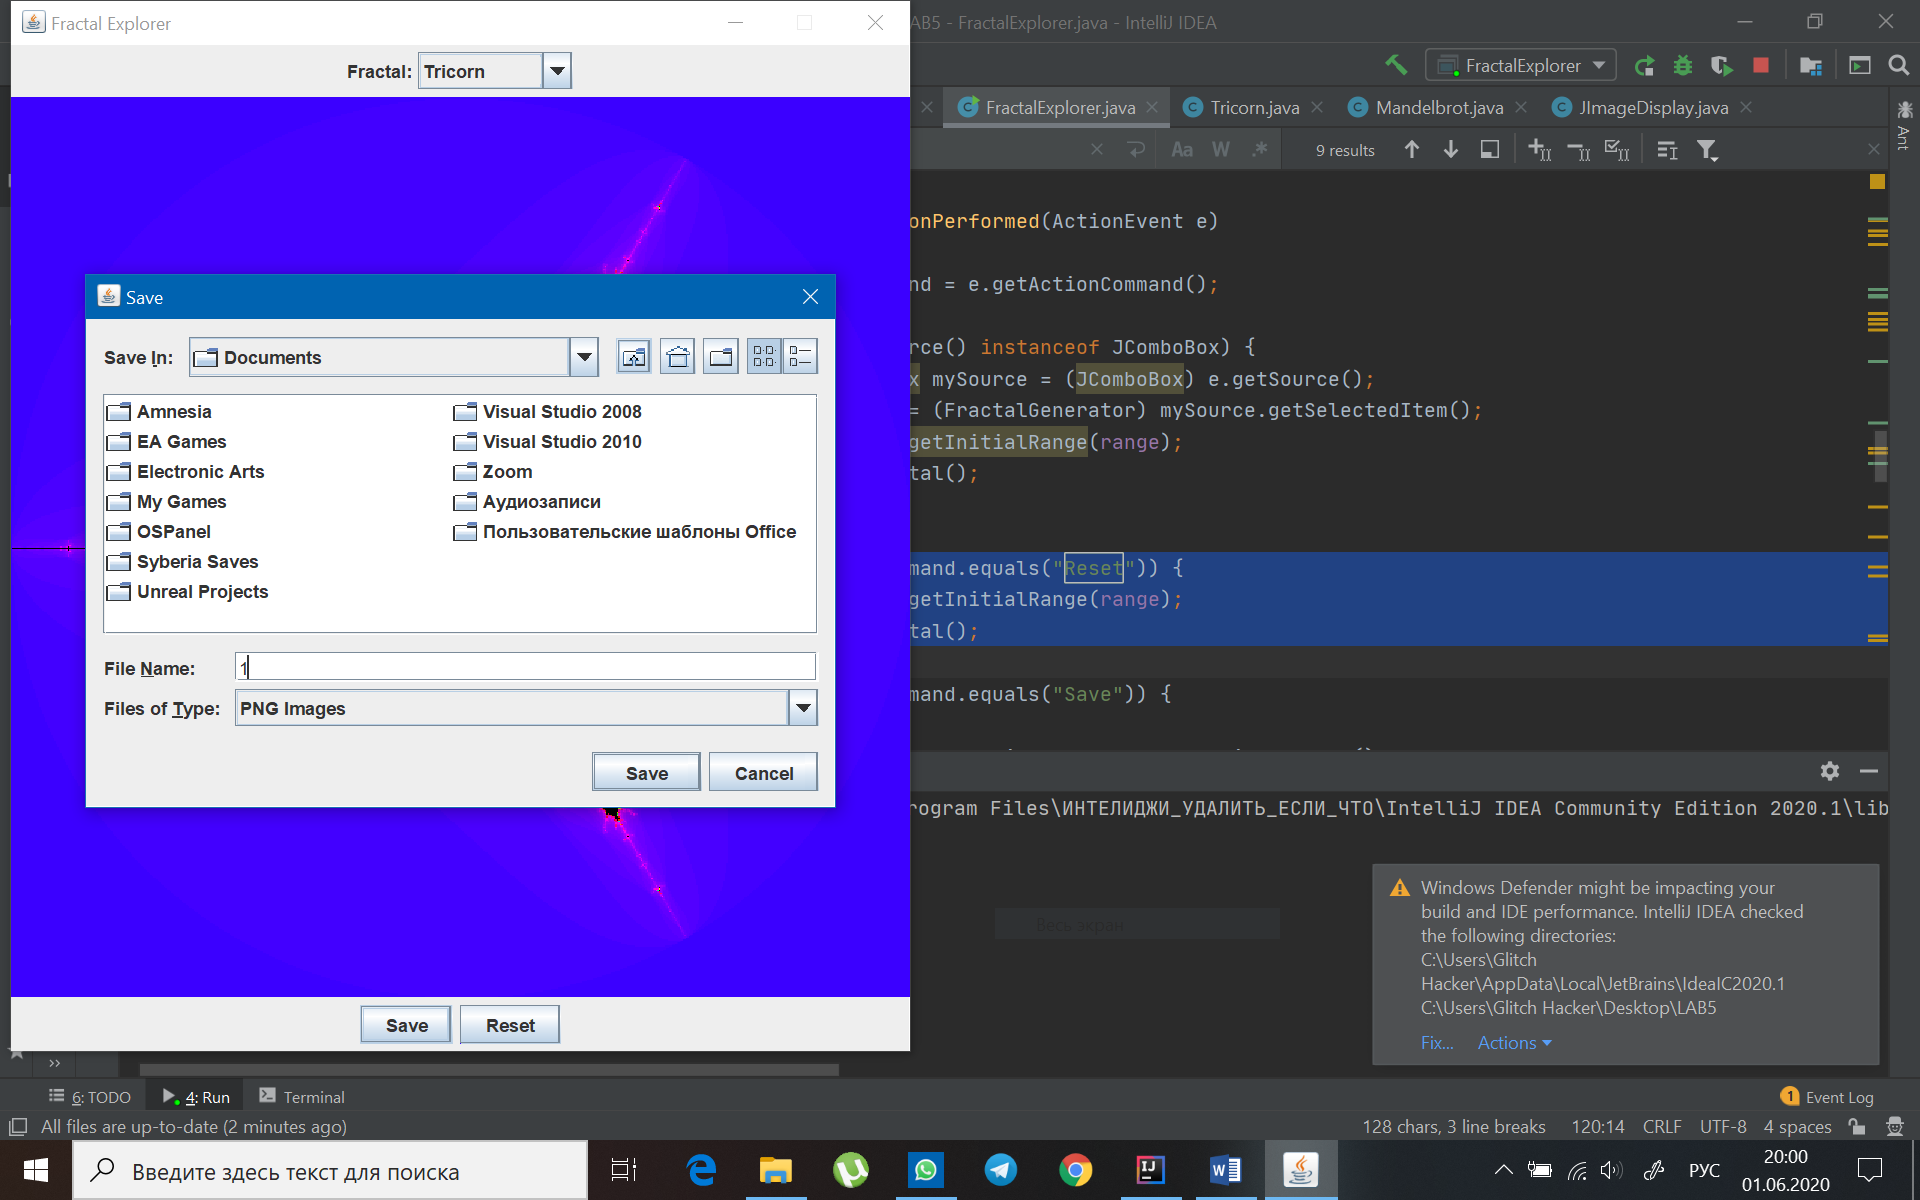 Fractal Explorer
Fractal: Tricorn
Save
Save In: Documents
Amnesia
EA Games
Electronic Arts
My Games
OSPanel
Syberia Saves
Unreal Projects
Visual Studio 2008
Visual Studio 2010
Zoom
Аудиозаписи
Пользовательские шаблоны Office
File Name: 1
Files of Type: PNG Images
Save Cancel
Save Reset
AB5 - FractalExplorer.java - IntelliJ IDEA
FractalExplorer
FractalExplorer.java Tricorn.java Mandelbrot.java JImageDisplay.java
Aa W .* 9 results
Ant
onPerformed(ActionEvent e)
nd = e.getActionCommand();
rce() instanceof JComboBox) {
x mySource = (JComboBox) e.getSource();
= (FractalGenerator) mySource.getSelectedItem();
getInitialRange(range);
tal();
mand.equals("Reset")) {
getInitialRange(range);
tal();
mand.equals("Save")) {
rogram Files\ИНТЕЛИДЖИ_УДАЛИТЬ_ЕСЛИ_ЧТО\IntelliJ IDEA Community Edition 2020.1\lib
Весь экран
Windows Defender might be impacting your
build and IDE performance. IntelliJ IDEA checked
the following directories:
C:\Users\Glitch
Hacker\AppData\Local\JetBrains\IdeaIC2020.1
C:\Users\Glitch Hacker\Desktop\LAB5
Fix... Actions
6: TODO 4: Run Terminal 1 Event Log
All files are up-to-date (2 minutes ago) 128 chars, 3 line breaks 120:14 CRLF UTF-8 4 spaces
Введите здесь текст для поиска
РУС
20:00
01.06.2020